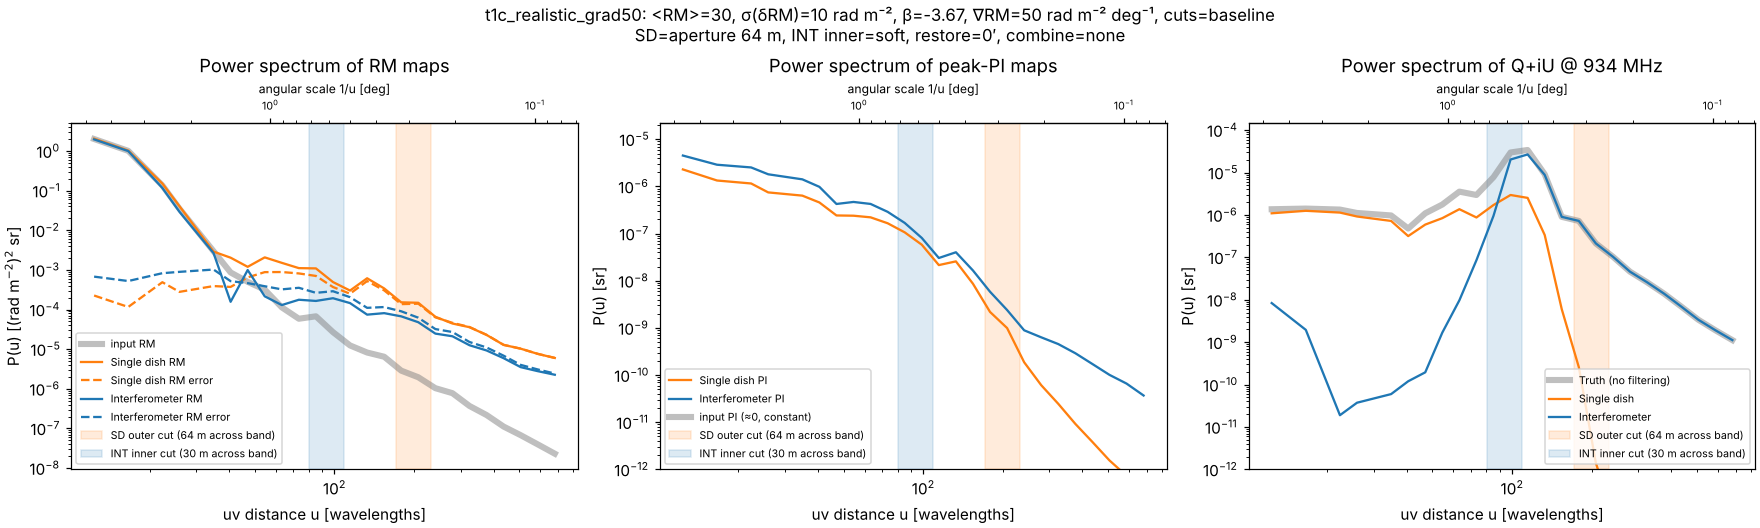 t1c_realistic_grad50: <RM>=30, σ(δRM)=10 rad m⁻², β=-3.67, ∇RM=50 rad m⁻² deg⁻¹, cuts=baseline
SD=aperture 64 m, INT inner=soft, restore=0′, combine=none
Power spectrum of RM maps
angular scale 1/u [deg]
10⁰
10⁻¹
P(u) [(rad m⁻²)² sr]
10⁰
10⁻¹
10⁻²
10⁻³
10⁻⁴
10⁻⁵
10⁻⁶
10⁻⁷
10⁻⁸
input RM
Single dish RM
Single dish RM error
Interferometer RM
Interferometer RM error
SD outer cut (64 m across band)
INT inner cut (30 m across band)
10²
uv distance u [wavelengths]
Power spectrum of peak-PI maps
angular scale 1/u [deg]
10⁰
10⁻¹
P(u) [sr]
10⁻⁵
10⁻⁶
10⁻⁷
10⁻⁸
10⁻⁹
10⁻¹⁰
10⁻¹¹
10⁻¹²
Single dish PI
Interferometer PI
input PI (≈0, constant)
SD outer cut (64 m across band)
INT inner cut (30 m across band)
10²
uv distance u [wavelengths]
Power spectrum of Q+iU @ 934 MHz
angular scale 1/u [deg]
10⁰
10⁻¹
P(u) [sr]
10⁻⁴
10⁻⁵
10⁻⁶
10⁻⁷
10⁻⁸
10⁻⁹
10⁻¹⁰
10⁻¹¹
10⁻¹²
Truth (no filtering)
Single dish
Interferometer
SD outer cut (64 m across band)
INT inner cut (30 m across band)
10²
uv distance u [wavelengths]